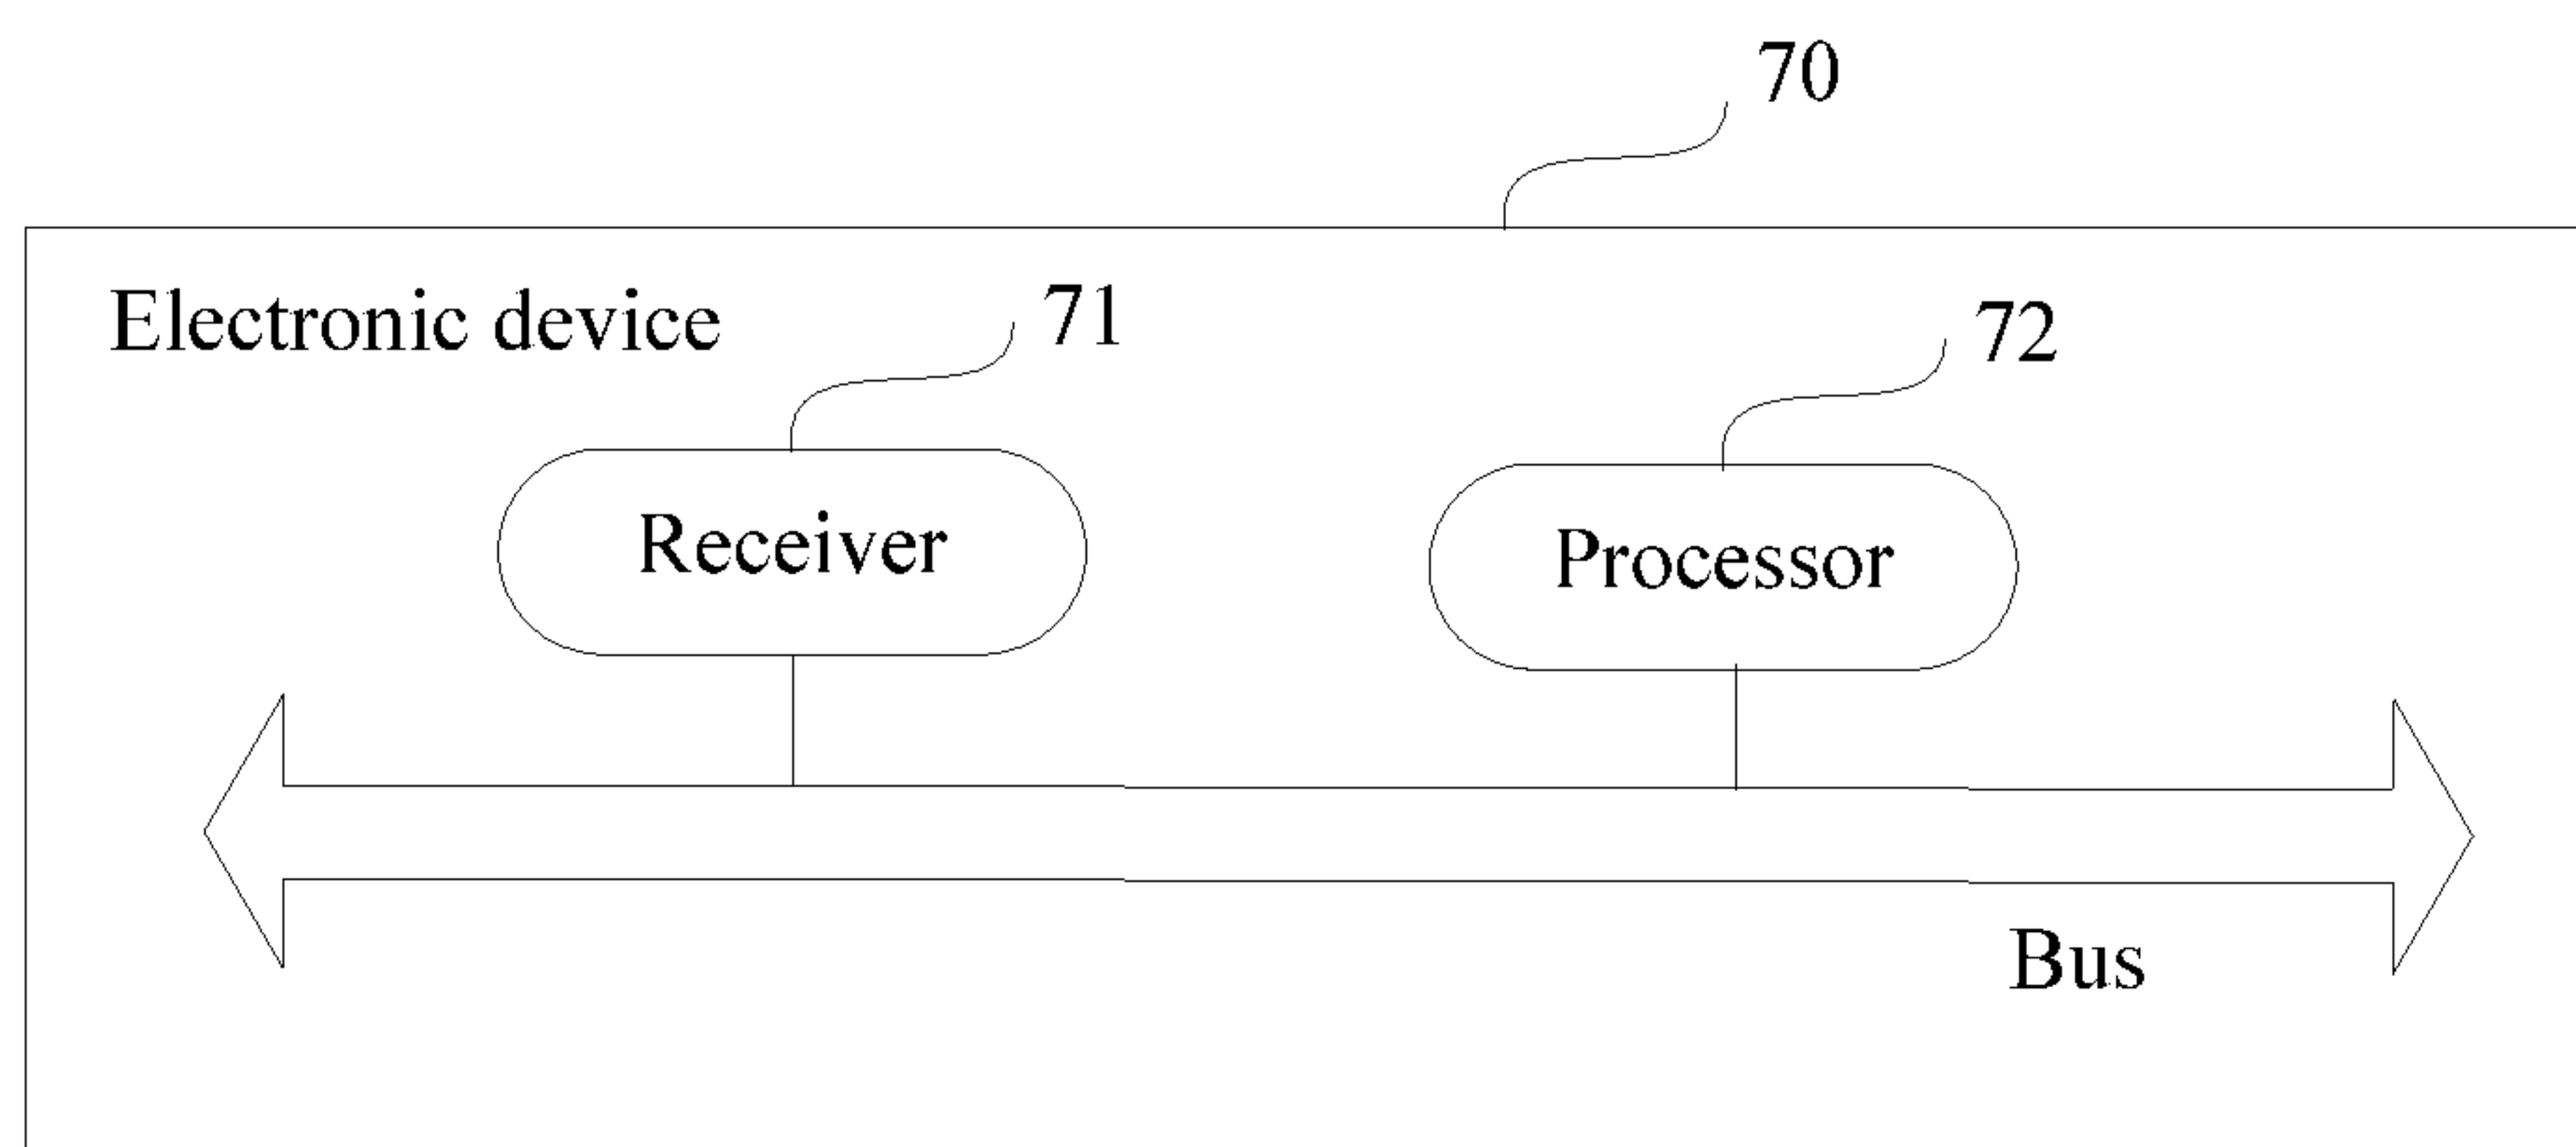 70
Electronic device
71
72
Receiver
Processor
Bus